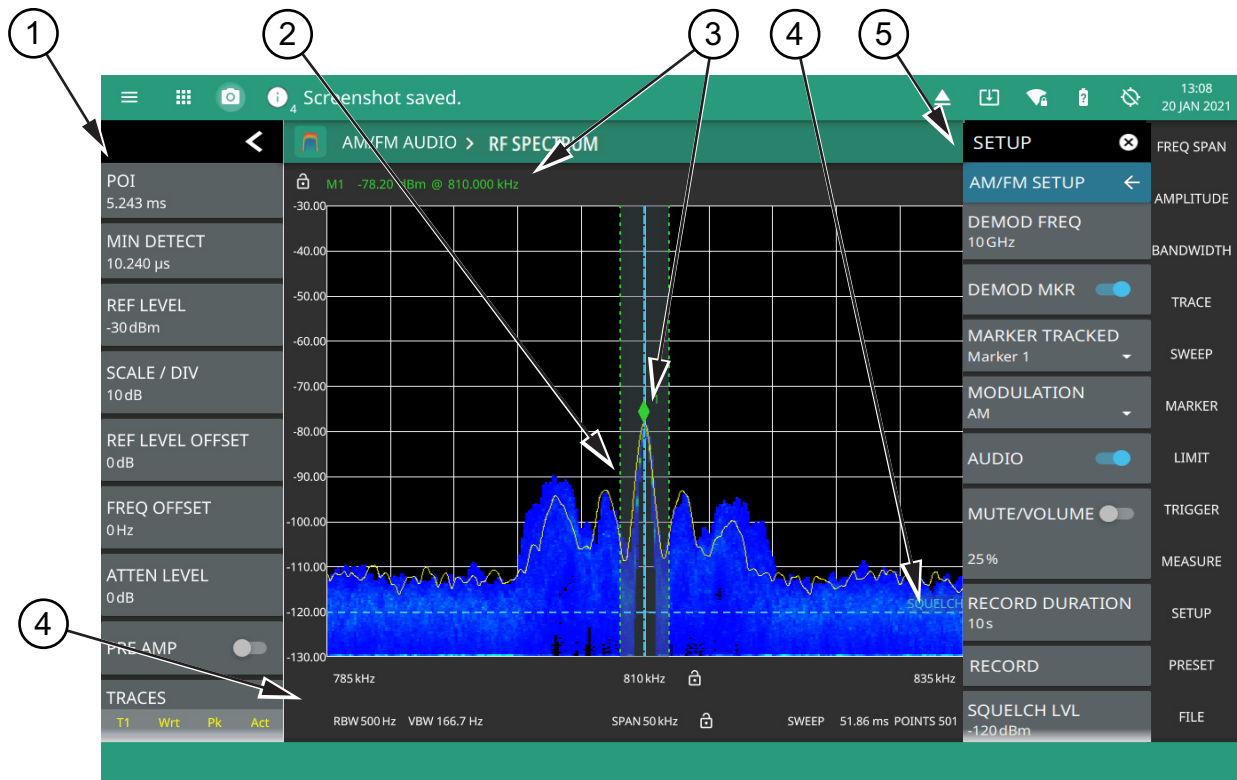 1
2
3
4
5
4 Screenshot saved.
13:08
20 JAN 2021
AM/FM AUDIO > RF SPECTRUM
SETUP
FREQ SPAN
POI
5.243 ms
M1 -78.20 dBm @ 810.000 kHz
AM/FM SETUP
AMPLITUDE
MIN DETECT
10.240 µs
DEMOD FREQ
10 GHz
BANDWIDTH
REF LEVEL
-30 dBm
DEMOD MKR
TRACE
SCALE / DIV
10 dB
MARKER TRACKED
Marker 1
SWEEP
REF LEVEL OFFSET
0 dB
MODULATION
AM
MARKER
FREQ OFFSET
0 Hz
AUDIO
LIMIT
ATTEN LEVEL
0 dB
MUTE/VOLUME
25 %
TRIGGER
MEASURE
PRE AMP
RECORD DURATION
10 s
SETUP
TRACES
T1 Wrt Pk Act
RECORD
PRESET
SQUELCH LVL
-120 dBm
FILE
-30.00
-40.00
-50.00
-60.00
-70.00
-80.00
-90.00
-100.00
-110.00
-120.00
-130.00
SQUELCH
785 kHz 810 kHz 835 kHz
RBW 500 Hz VBW 166.7 Hz SPAN 50 kHz SWEEP 51.86 ms POINTS 501
4